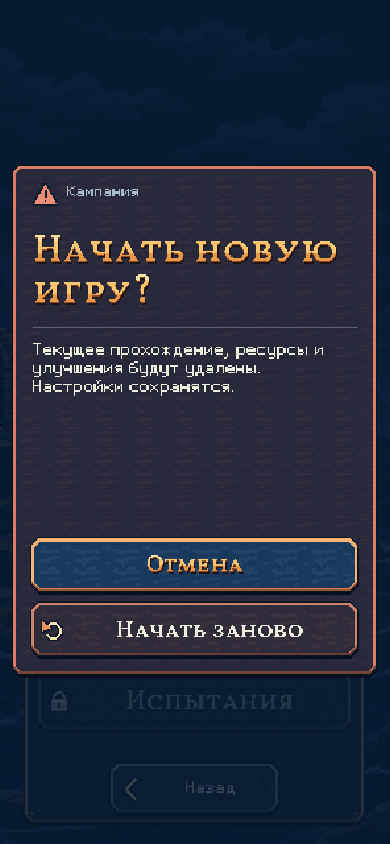 Кампания
Начать новую
игру?
Текущее прохождение, ресурсы и
улучшения будут удалены.
Настройки сохранятся.
Отмена
Начать заново
Испытания
Назад